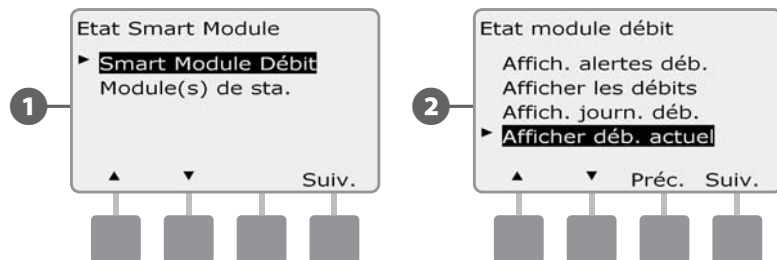 1
Etat Smart Module
► Smart Module Débit
Module(s) de sta.
▲ ▼ Suiv.
2
Etat module débit
Affich. alertes déb.
Afficher les débits
Affich. journ. déb.
► Afficher déb. actuel
▲ ▼ Préc. Suiv.